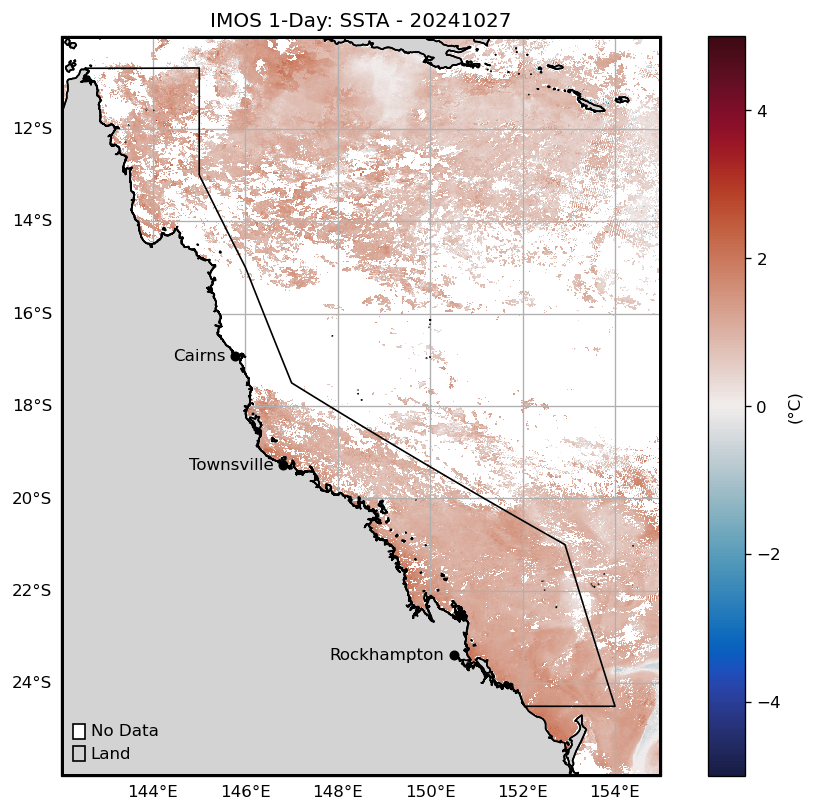 IMOS 1-Day: SSTA - 20241027
12°S
14°S
16°S
18°S
20°S
22°S
24°S
Cairns
Townsville
Rockhampton
No Data
Land
144°E 146°E 148°E 150°E 152°E 154°E
4
2
0
−2
−4
(°C)